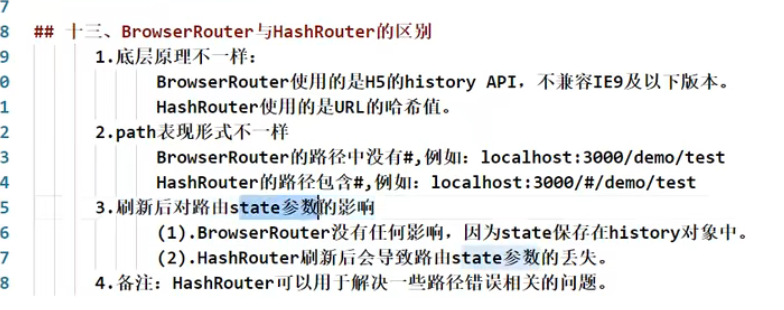 7
8 ## 十三、BrowserRouter与HashRouter的区别
9 1.底层原理不一样：
0 BrowserRouter使用的是H5的history API，不兼容IE9及以下版本。
1 HashRouter使用的是URL的哈希值。
2 2.path表现形式不一样
3 BrowserRouter的路径中没有#,例如：localhost:3000/demo/test
4 HashRouter的路径包含#,例如：localhost:3000/#/demo/test
5 3.刷新后对路由state参数的影响
6 (1).BrowserRouter没有任何影响，因为state保存在history对象中。
7 (2).HashRouter刷新后会导致路由state参数的丢失。
8 4.备注：HashRouter可以用于解决一些路径错误相关的问题。